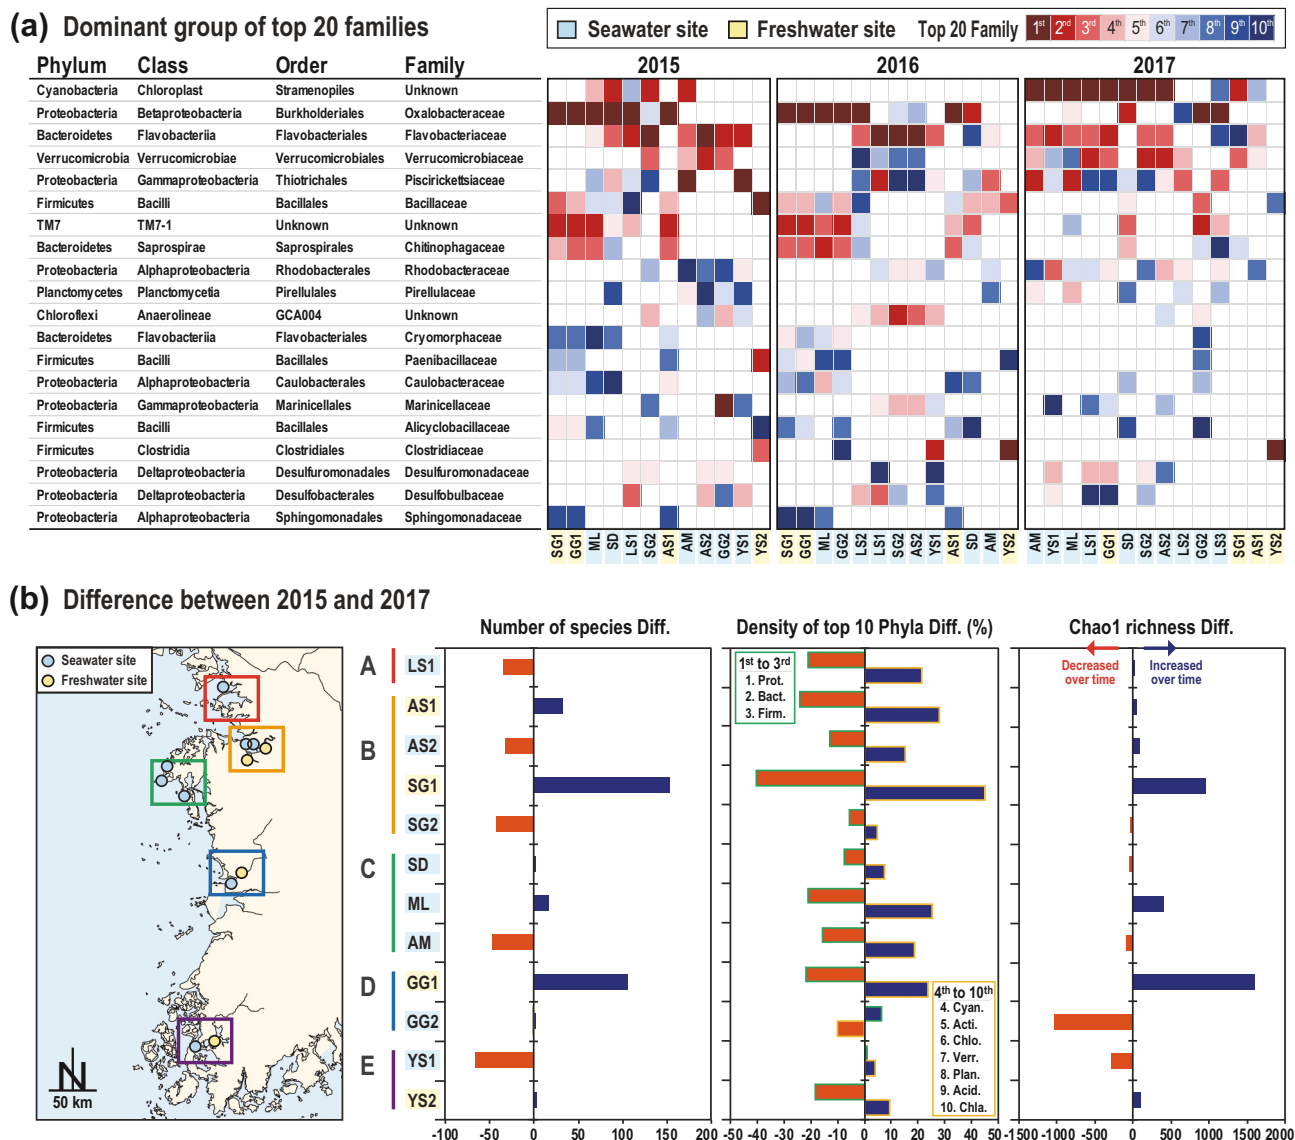 (a) Dominant group of top 20 families
Seawater site Freshwater site Top 20 Family 1st 2nd 3rd 4th 5th 6th 7th 8th 9th 10th
Phylum Class Order Family 2015 2016 2017
Cyanobacteria Chloroplast Stramenopiles Unknown
Proteobacteria Betaproteobacteria Burkholderiales Oxalobacteraceae
Bacteroidetes Flavobacteriia Flavobacteriales Flavobacteriaceae
Verrucomicrobia Verrucomicrobiae Verrucomicrobiales Verrucomicrobiaceae
Proteobacteria Gammaproteobacteria Thiotrichales Piscirickettsiaceae
Firmicutes Bacilli Bacillales Bacillaceae
TM7 TM7-1 Unknown Unknown
Bacteroidetes Saprospirae Saprospirales Chitinophagaceae
Proteobacteria Alphaproteobacteria Rhodobacterales Rhodobacteraceae
Planctomycetes Planctomycetia Pirellulales Pirellulaceae
Chloroflexi Anaerolineae GCA004 Unknown
Bacteroidetes Flavobacteriia Flavobacteriales Cryomorphaceae
Firmicutes Bacilli Bacillales Paenibacillaceae
Proteobacteria Alphaproteobacteria Caulobacterales Caulobacteraceae
Proteobacteria Gammaproteobacteria Marinicellales Marinicellaceae
Firmicutes Bacilli Bacillales Alicyclobacillaceae
Firmicutes Clostridia Clostridiales Clostridiaceae
Proteobacteria Deltaproteobacteria Desulfuromonadales Desulfuromonadaceae
Proteobacteria Deltaproteobacteria Desulfobacterales Desulfobulbaceae
Proteobacteria Alphaproteobacteria Sphingomonadales Sphingomonadaceae
SG1 GG1 ML SD LS1 SG2 AS1 AM AS2 GG2 YS1 YS2 SG1 GG1 ML GG2 LS2 LS1 SG2 AS2 YS1 AS1 SD AM YS2 AM YS1 ML LS1 GG1 SD SG2 AS2 LS2 GG2 LS3 SG1 AS1 YS2
(b) Difference between 2015 and 2017
Number of species Diff. Density of top 10 Phyla Diff. (%) Chao1 richness Diff.
Seawater site
Freshwater site
N
50 km
A LS1
B AS1
AS2
SG1
SG2
C SD
ML
AM
D GG1
GG2
E YS1
YS2
1st to 3rd
1. Prot.
2. Bact.
3. Firm.
4th to 10th
4. Cyan.
5. Acti.
6. Chlo.
7. Verr.
8. Plan.
9. Acid.
10. Chla.
Decreased over time
Increased over time
-100 -50 0 50 100 150 200
-50 -40 -30 -20 -10 0 10 20 30 40 50
-1500 -1000 -500 0 500 1000 1500 2000